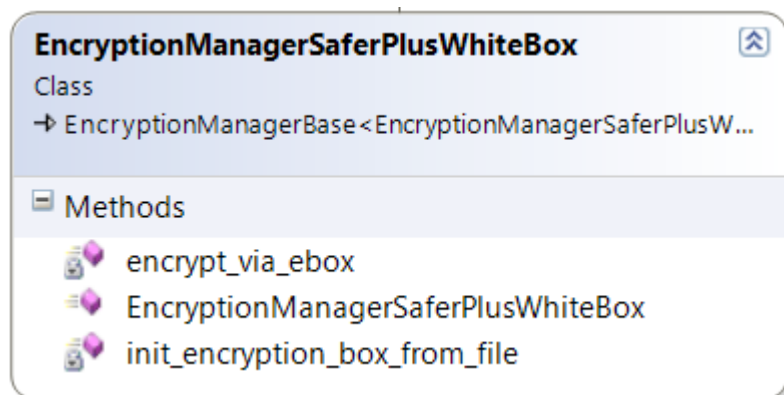 EncryptionManagerSaferPlusWhiteBox
Class
EncryptionManagerBase<EncryptionManagerSaferPlusW...
Methods
encrypt_via_ebox
EncryptionManagerSaferPlusWhiteBox
init_encryption_box_from_file